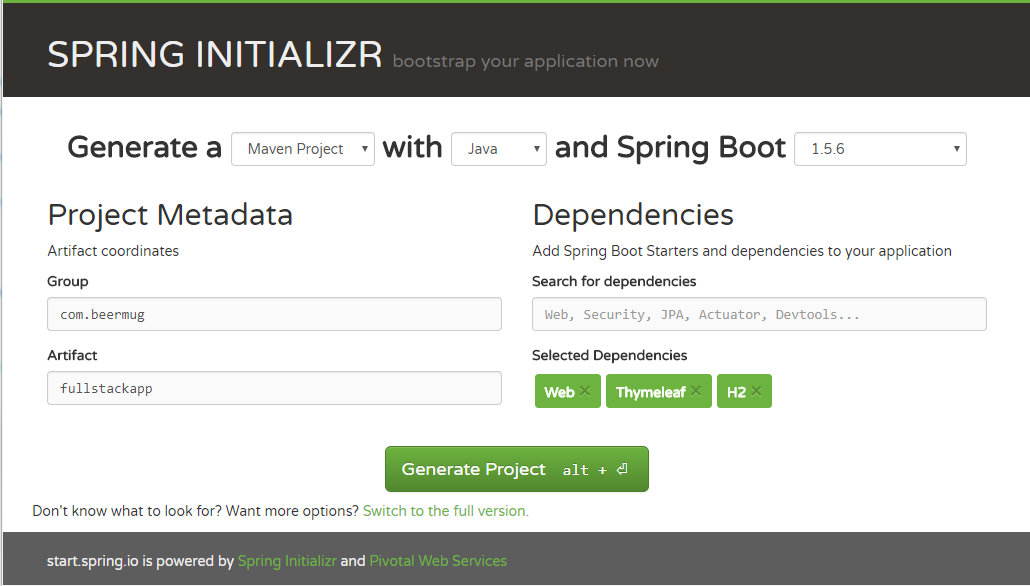 SPRING INITIALIZR bootstrap your application now
Generate a Maven Project with Java and Spring Boot 1.5.6
Project Metadata
Artifact coordinates
Group
com.beermug
Artifact
fullstackapp
Dependencies
Add Spring Boot Starters and dependencies to your application
Search for dependencies
Web, Security, JPA, Actuator, Devtools...
Selected Dependencies
Web × Thymeleaf × H2 ×
Generate Project alt + ⏎
Don't know what to look for? Want more options? Switch to the full version.
start.spring.io is powered by Spring Initializr and Pivotal Web Services